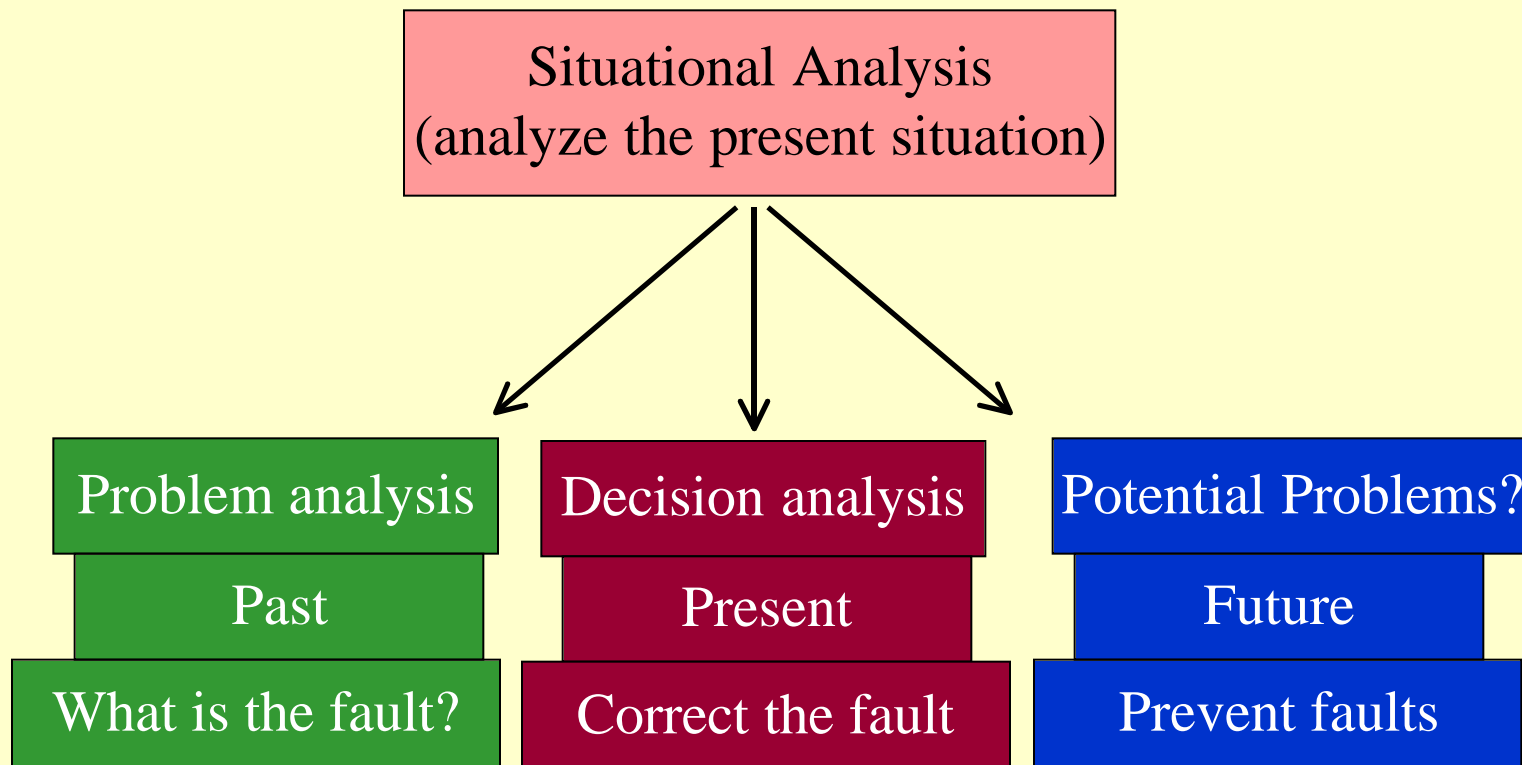 Situational Analysis
(analyze the present situation)
Problem analysis
Past
What is the fault?
Decision analysis
Present
Correct the fault
Potential Problems?
Future
Prevent faults